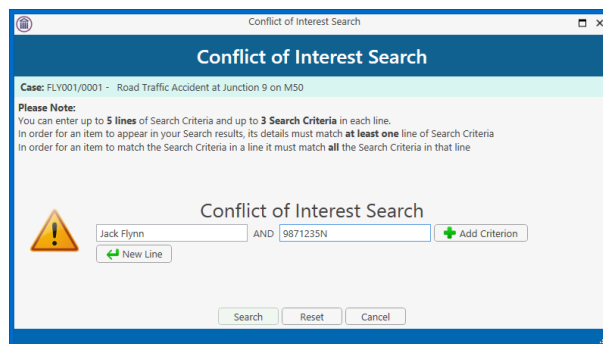 Conflict of Interest Search
Conflict of Interest Search
Case: FLY001/0001 - Road Traffic Accident at Junction 9 on M50
Please Note:
You can enter up to 5 lines of Search Criteria and up to 3 Search Criteria in each line.
In order for an item to appear in your Search results, its details must match at least one line of Search Criteria
In order for an item to match the Search Criteria in a line it must match all the Search Criteria in that line
Conflict of Interest Search
Jack Flynn AND 9871235N Add Criterion
New Line
Search Reset Cancel